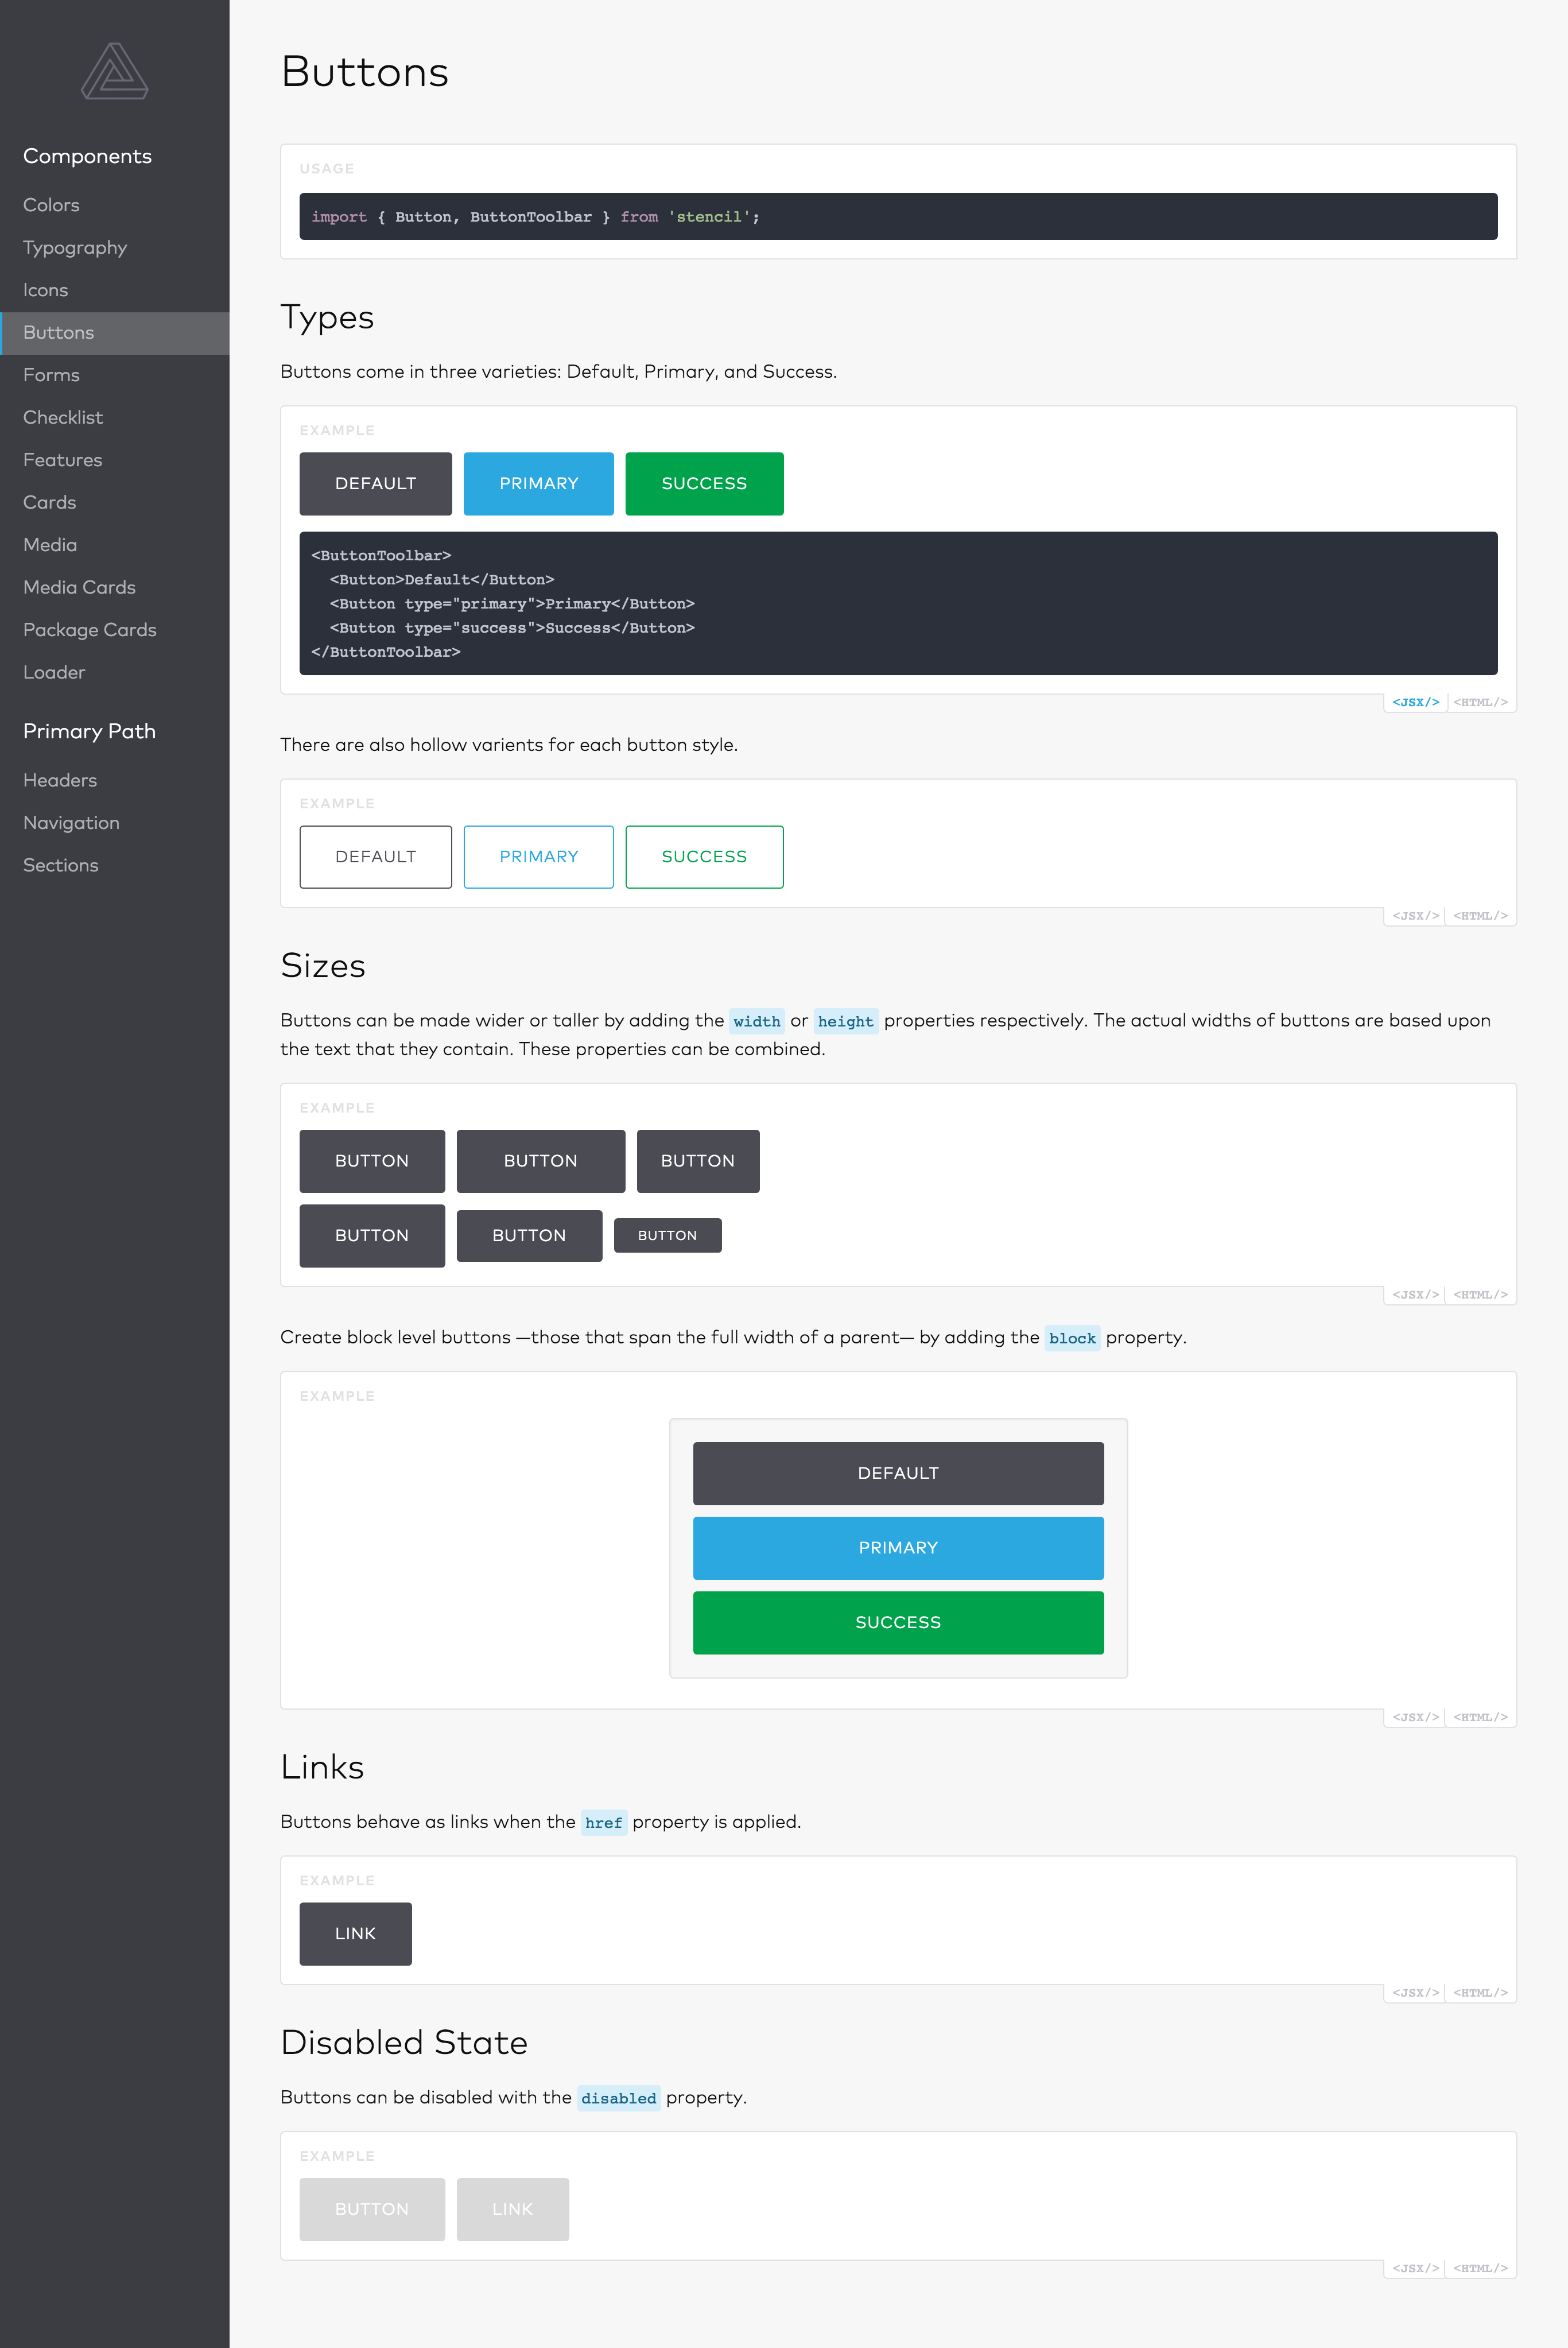 Components
Colors
Typography
Icons
Buttons
Forms
Checklist
Features
Cards
Media
Media Cards
Package Cards
Loader
Primary Path
Headers
Navigation
Sections
Buttons
USAGE
import { Button, ButtonToolbar } from 'stencil';
Types
Buttons come in three varieties: Default, Primary, and Success.
EXAMPLE
DEFAULT PRIMARY SUCCESS
<ButtonToolbar>
  <Button>Default</Button>
  <Button type="primary">Primary</Button>
  <Button type="success">Success</Button>
</ButtonToolbar>
<JSX/> <HTML/>
There are also hollow varients for each button style.
EXAMPLE
DEFAULT PRIMARY SUCCESS
<JSX/> <HTML/>
Sizes
Buttons can be made wider or taller by adding the width or height properties respectively. The actual widths of buttons are based upon
the text that they contain. These properties can be combined.
EXAMPLE
BUTTON BUTTON BUTTON
BUTTON BUTTON BUTTON
<JSX/> <HTML/>
Create block level buttons —those that span the full width of a parent— by adding the block property.
EXAMPLE
DEFAULT
PRIMARY
SUCCESS
<JSX/> <HTML/>
Links
Buttons behave as links when the href property is applied.
EXAMPLE
LINK
<JSX/> <HTML/>
Disabled State
Buttons can be disabled with the disabled property.
EXAMPLE
BUTTON LINK
<JSX/> <HTML/>